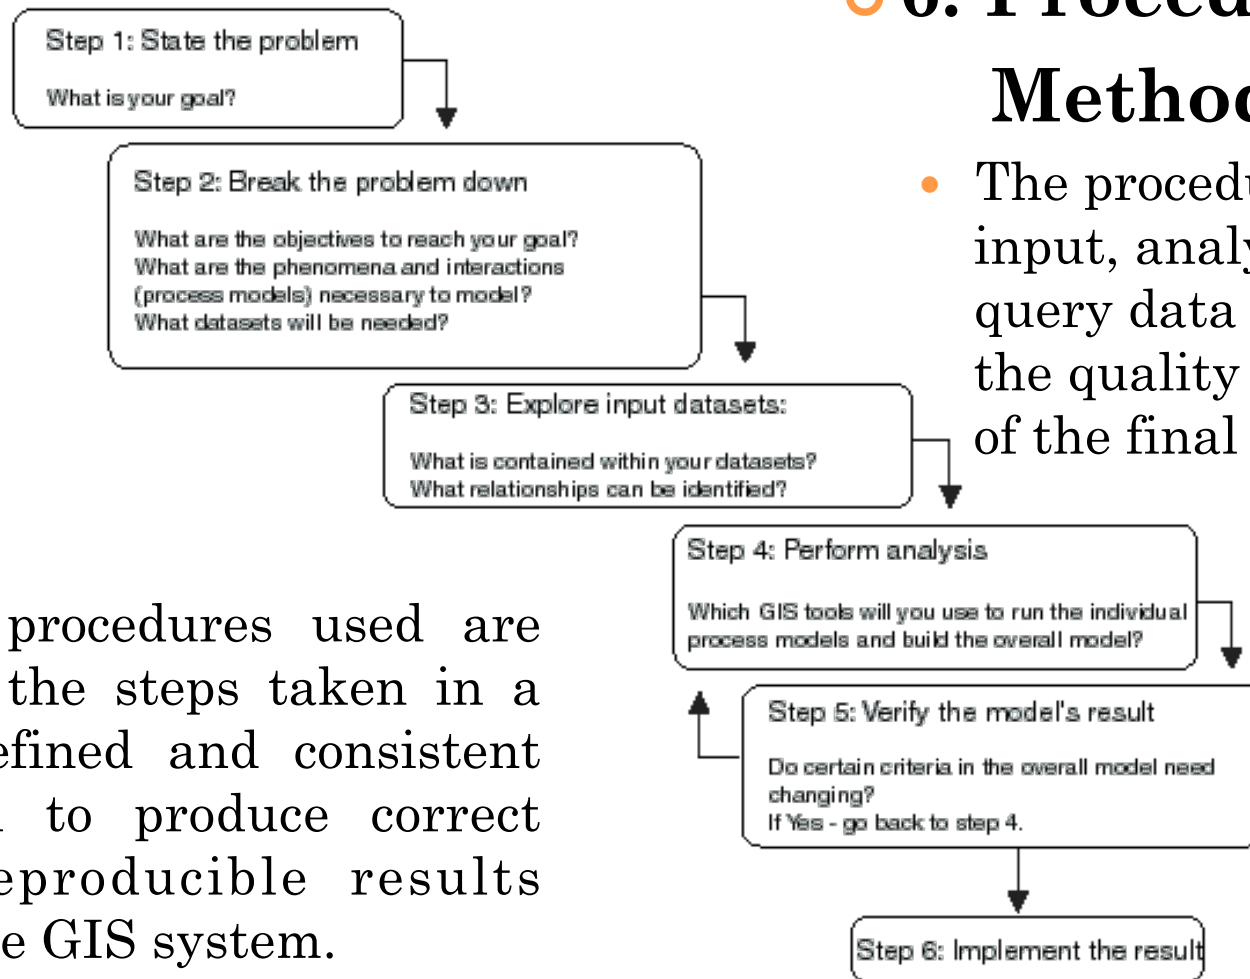 Step 1: State the problem
What is your goal?
Step 2: Break the problem down
What are the objectives to reach your goal?
What are the phenomena and interactions
(process models) necessary to model?
What datasets will be needed?
Step 3: Explore input datasets:
What is contained within your datasets?
What relationships can be identified?
Step 4: Perform analysis
Which GIS tools will you use to run the individual
process models and build the overall model?
Step 5: Verify the model's result
Do certain criteria in the overall model need
changing?
If Yes - go back to step 4.
Step 6: Implement the result
The
input,
query data
the quality
of the final
procedures used are
the steps taken in a
and consistent
to produce correct
results
GIS system.